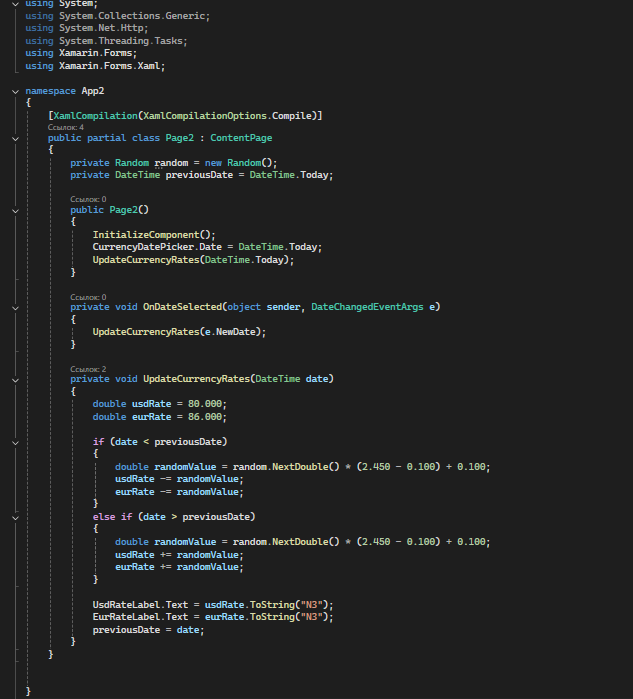 using System;
using System.Collections.Generic;
using System.Net.Http;
using System.Threading.Tasks;
using Xamarin.Forms;
using Xamarin.Forms.Xaml;
namespace App2
{
[XamlCompilation(XamlCompilationOptions.Compile)]
Ссылок: 4
public partial class Page2 : ContentPage
{
private Random random = new Random();
private DateTime previousDate = DateTime.Today;
Ссылок: 0
public Page2()
{
InitializeComponent();
CurrencyDatePicker.Date = DateTime.Today;
UpdateCurrencyRates(DateTime.Today);
}
Ссылок: 0
private void OnDateSelected(object sender, DateChangedEventArgs e)
{
UpdateCurrencyRates(e.NewDate);
}
Ссылок: 2
private void UpdateCurrencyRates(DateTime date)
{
double usdRate = 80.000;
double eurRate = 86.000;
if (date < previousDate)
{
double randomValue = random.NextDouble() * (2.450 - 0.100) + 0.100;
usdRate -= randomValue;
eurRate -= randomValue;
}
else if (date > previousDate)
{
double randomValue = random.NextDouble() * (2.450 - 0.100) + 0.100;
usdRate += randomValue;
eurRate += randomValue;
}
UsdRateLabel.Text = usdRate.ToString("N3");
EurRateLabel.Text = eurRate.ToString("N3");
previousDate = date;
}
}
}